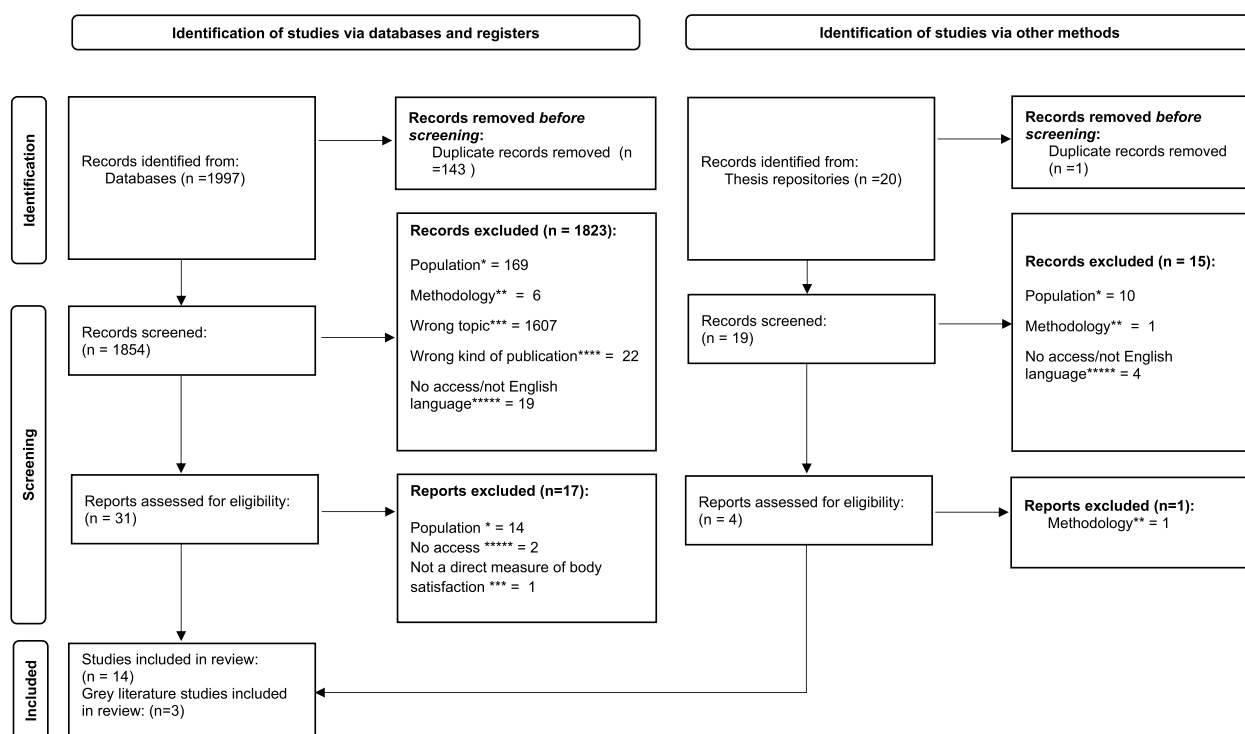 Identification of studies via databases and registers
Identification of studies via other methods
Identification
Records identified from:
Databases (n =1997)
Records removed before
screening:
Duplicate records removed (n
=143 )
Records identified from:
Thesis repositories (n =20)
Records removed before
screening:
Duplicate records removed
(n =1)
Screening
Records screened:
(n = 1854)
Records excluded (n = 1823):
Population* = 169
Methodology** = 6
Wrong topic*** = 1607
Wrong kind of publication**** = 22
No access/not English
language***** = 19
Records screened:
(n = 19)
Records excluded (n = 15):
Population* = 10
Methodology** = 1
No access/not English
language***** = 4
Reports assessed for eligibility:
(n = 31)
Reports excluded (n=17):
Population * = 14
No access ***** = 2
Not a direct measure of body
satisfaction *** = 1
Reports assessed for eligibility:
(n = 4)
Reports excluded (n=1):
Methodology** = 1
Included
Studies included in review:
(n = 14)
Grey literature studies included
in review: (n=3)